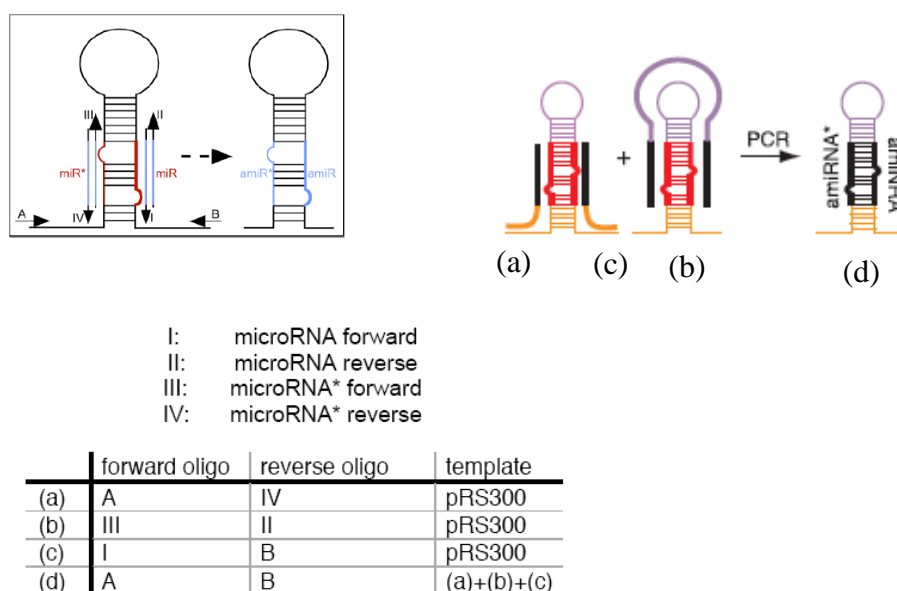 III
II
miR*
miR
amiR*
amiR
A
IV
I
B
+
PCR
amiRNA*
amiRNA
(a)
(c)
(b)
(d)
I: microRNA forward
II: microRNA reverse
III: microRNA* forward
IV: microRNA* reverse
forward oligo reverse oligo template
(a) A IV pRS300
(b) III II pRS300
(c) I B pRS300
(d) A B (a)+(b)+(c)